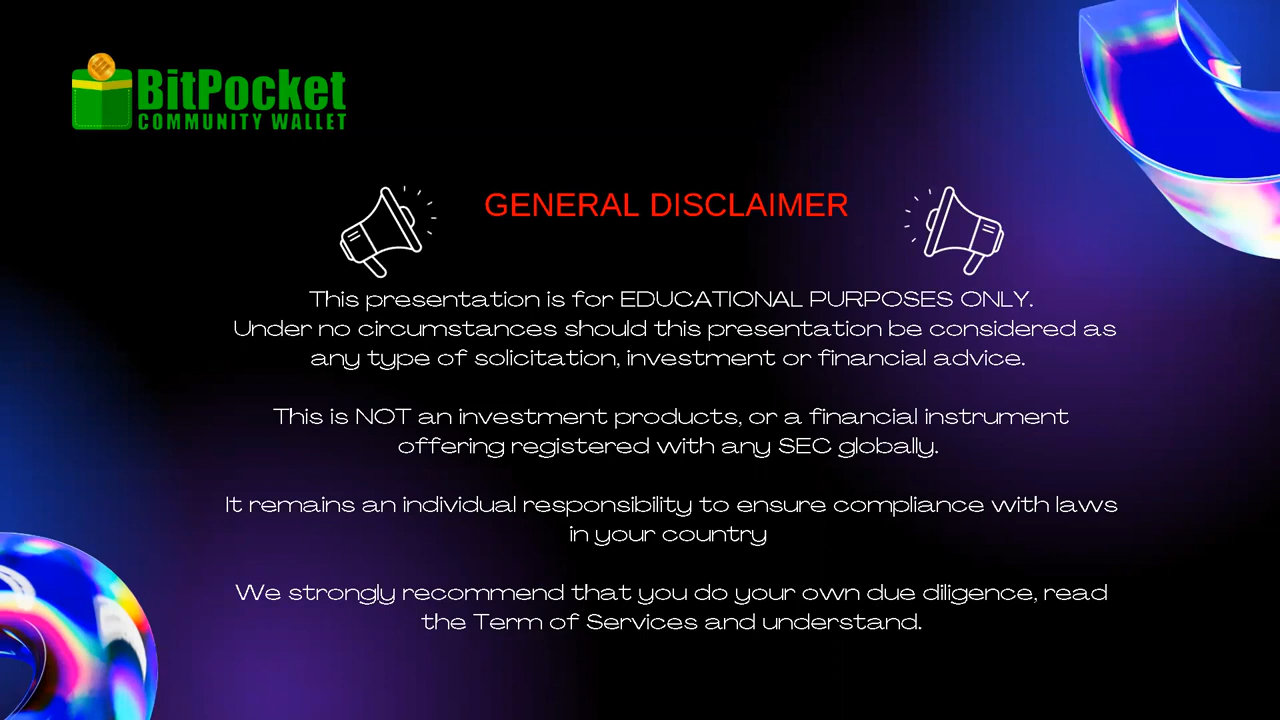 BitPocket
COMMUNITY WALLET
GENERAL DISCLAIMER
This presentation is for EDUCATIONAL PURPOSES ONLY.
Under no circumstances should this presentation be considered as
any type of solicitation, investment or financial advice.
This is NOT an investment products, or a financial instrument
offering registered with any SEC globally.
It remains an individual responsibility to ensure compliance with laws
in your country
We strongly recommend that you do your own due diligence, read
the Term of Services and understand.